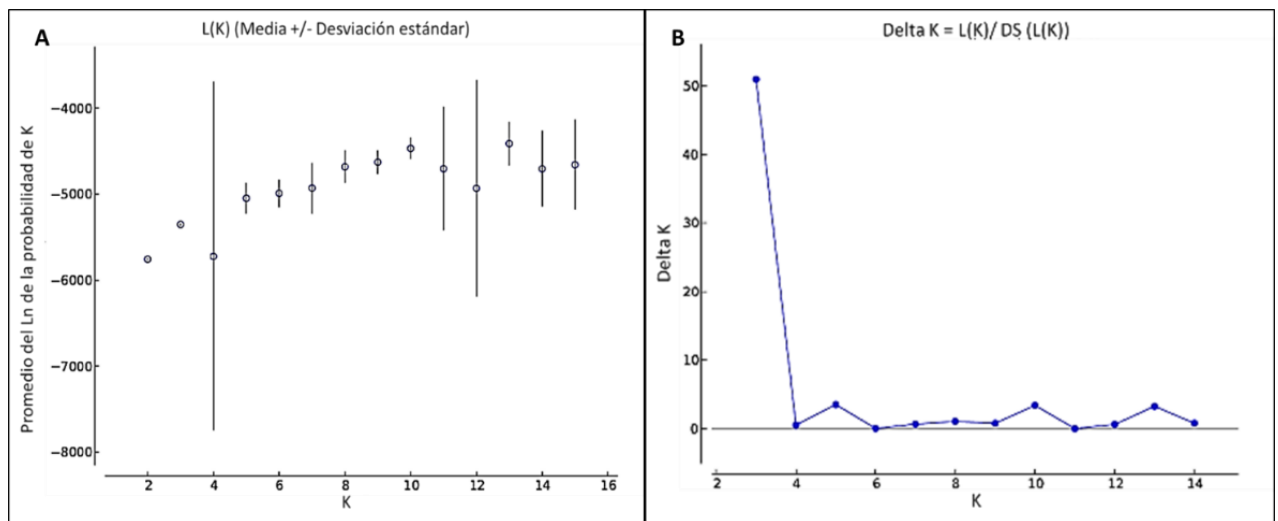 A
L(K) (Media +/- Desviación estándar)
Promedio del Ln de la probabilidad de K
−4000
−5000
−6000
−7000
−8000
2 4 6 8 10 12 14 16
K
B
Delta K = L(K)/ DS (L(K))
Delta K
50
40
30
20
10
0
2 4 6 8 10 12 14
K